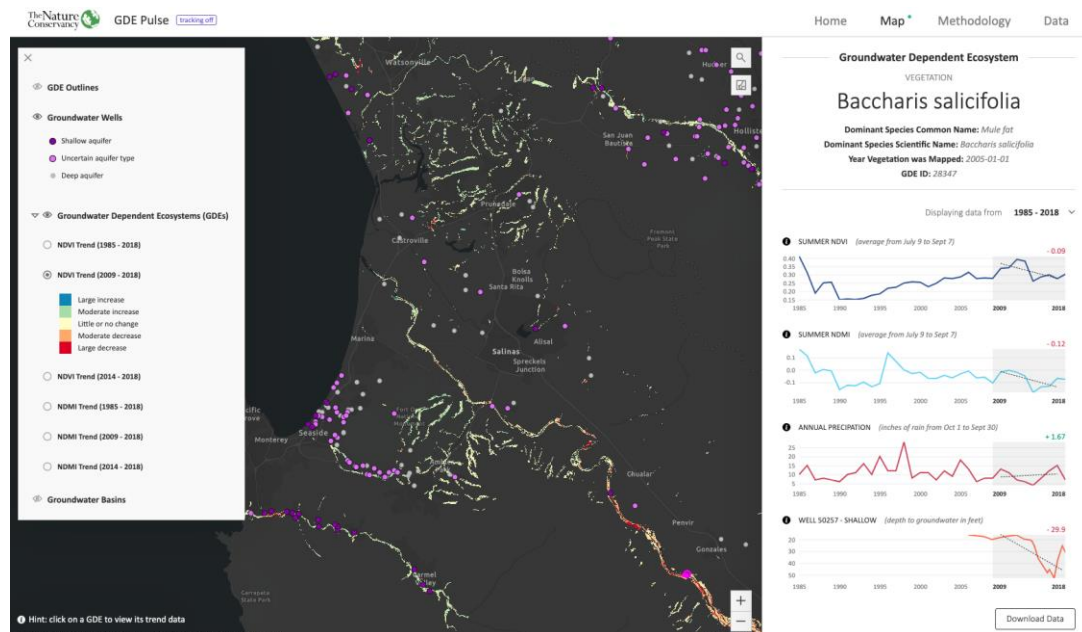 The Nature
Conservancy
GDE Pulse
tracking off
Home
Map
Methodology
Data
GDE Outlines
Groundwater Wells
Shallow aquifer
Uncertain aquifer type
Deep aquifer
Groundwater Dependent Ecosystems (GDEs)
NDVI Trend (1985 - 2018)
NDVI Trend (2009 - 2018)
Large increase
Moderate increase
Little or no change
Moderate decrease
Large decrease
NDVI Trend (2014 - 2018)
NDMI Trend (1985 - 2018)
NDMI Trend (2009 - 2018)
NDMI Trend (2014 - 2018)
Groundwater Basins
Hint: click on a GDE to view its trend data
Watsonville
San Juan
Bautista
Hollister
Prunedale
Castroville
Fremont
Peak State
Park
Bolsa
Knolls
Santa Rita
Marina
Alisal
Salinas
Spreckels
Junction
Seaside
Monterey
Chualar
Penvir
Gonzales
Garrapata
State Park
+
−
Groundwater Dependent Ecosystem
VEGETATION
Baccharis salicifolia
Dominant Species Common Name: Mule fat
Dominant Species Scientific Name: Baccharis salicifolia
Year Vegetation was Mapped: 2005-01-01
GDE ID: 28347
Displaying data from 1985 - 2018
SUMMER NDVI (average from July 9 to Sept 7)
- 0.09
0.40
0.35
0.30
0.25
0.20
0.15
1985 1990 1995 2000 2005 2009 2018
SUMMER NDMI (average from July 9 to Sept 7)
- 0.12
0.1
0.0
-0.1
1985 1990 1995 2000 2005 2009 2018
ANNUAL PRECIPATION (inches of rain from Oct 1 to Sept 30)
+ 1.67
25
20
15
10
5
1985 1990 1995 2000 2005 2009 2018
WELL 50257 - SHALLOW (depth to groundwater in feet)
- 29.9
20
30
40
50
1985 1990 1995 2000 2005 2009 2018
Download Data